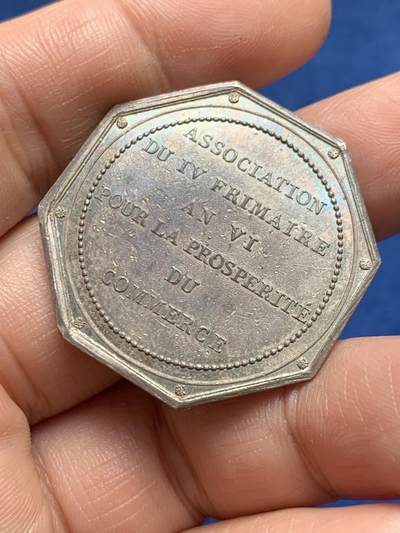 ASSOCIATION
DU IV FRIMAIRE
AN VI.
POUR LA PROSPERITÉ
DU
COMMERCE